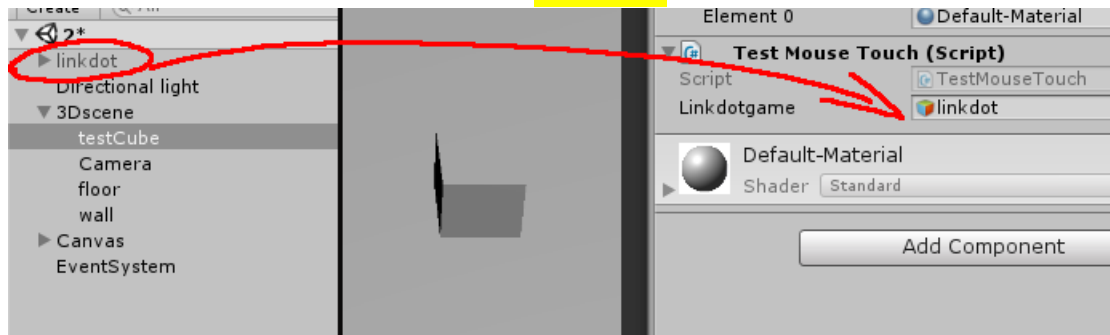 Create
All
2*
linkdot
Directional light
3Dscene
testCube
Camera
floor
wall
Canvas
EventSystem
Element 0
Default-Material
Test Mouse Touch (Script)
Script
TestMouseTouch
Linkdotgame
linkdot
Default-Material
Shader Standard
Add Component